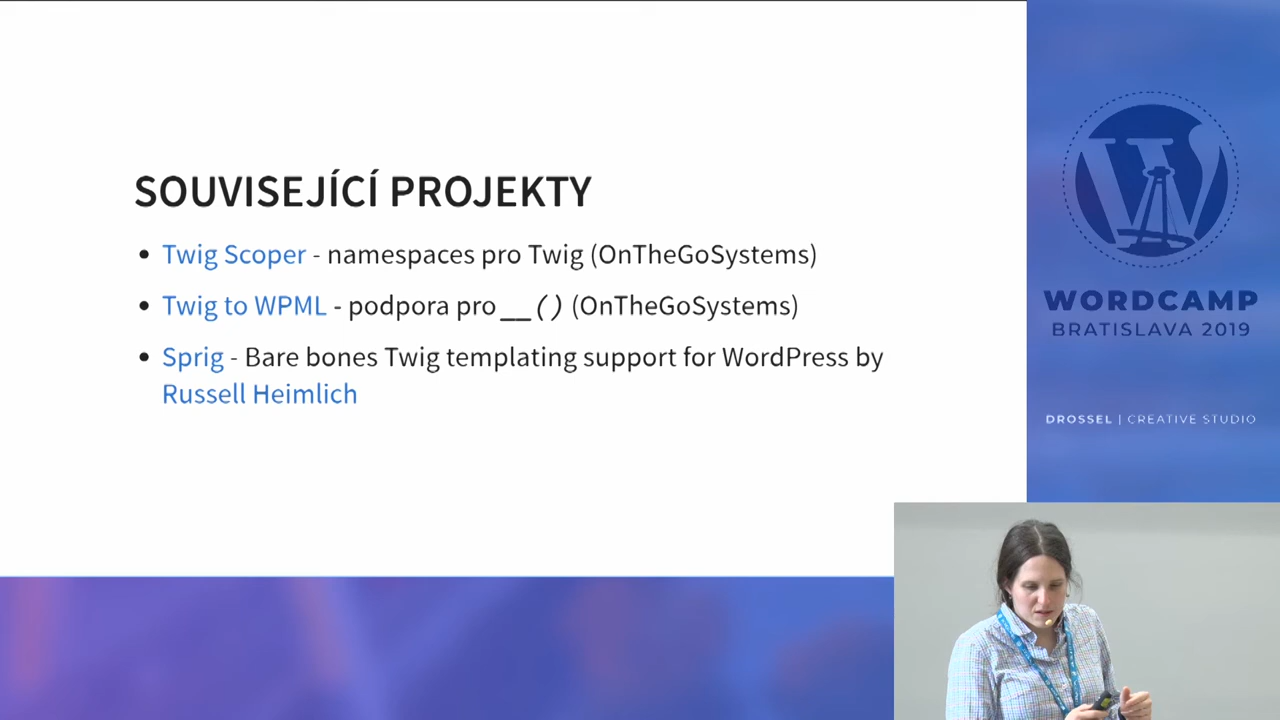 SOUVISEJÍCÍ PROJEKTY
Twig Scoper - namespaces pro Twig (OnTheGoSystems)
Twig to WPML - podpora pro __() (OnTheGoSystems)
Sprig - Bare bones Twig templating support for WordPress by
Russell Heimlich
WORDCAMP
BRATISLAVA 2019
DROSSEL | CREATIVE STUDIO